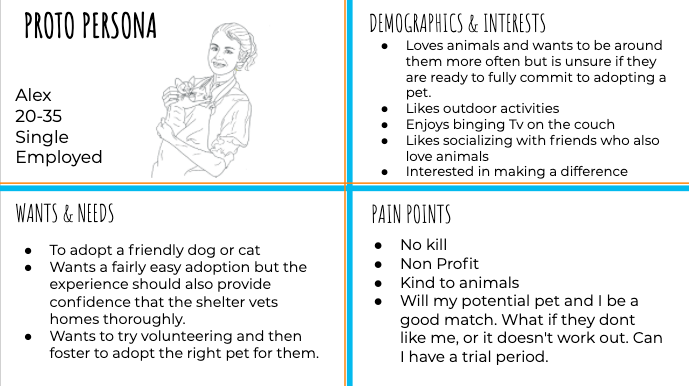 PROTO PERSONA
Alex
20-35
Single
Employed
DEMOGRAPHICS & INTERESTS
● Loves animals and wants to be around
them more often but is unsure if they
are ready to fully commit to adopting a
pet.
● Likes outdoor activities
● Enjoys binging Tv on the couch
● Likes socializing with friends who also
love animals
● Interested in making a difference
WANTS & NEEDS
● To adopt a friendly dog or cat
● Wants a fairly easy adoption but the
experience should also provide
confidence that the shelter vets
homes thoroughly.
● Wants to try volunteering and then
foster to adopt the right pet for them.
PAIN POINTS
● No kill
● Non Profit
● Kind to animals
● Will my potential pet and I be a
good match. What if they dont
like me, or it doesn't work out. Can
I have a trial period.